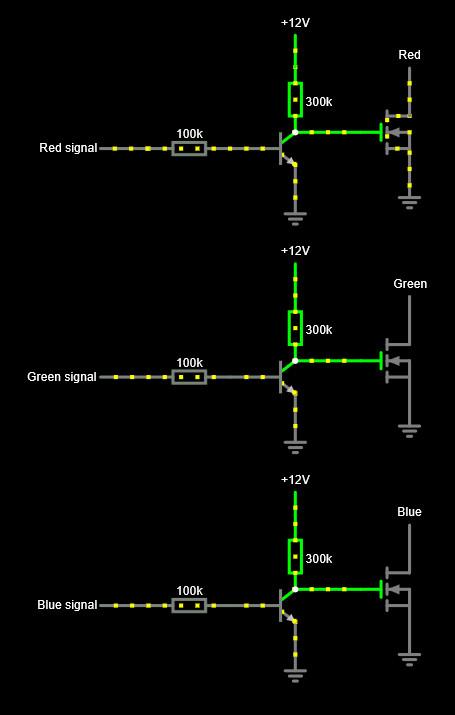 +12V
Red
300k
100k
Red signal
+12V
Green
300k
100k
Green signal
+12V
Blue
300k
100k
Blue signal